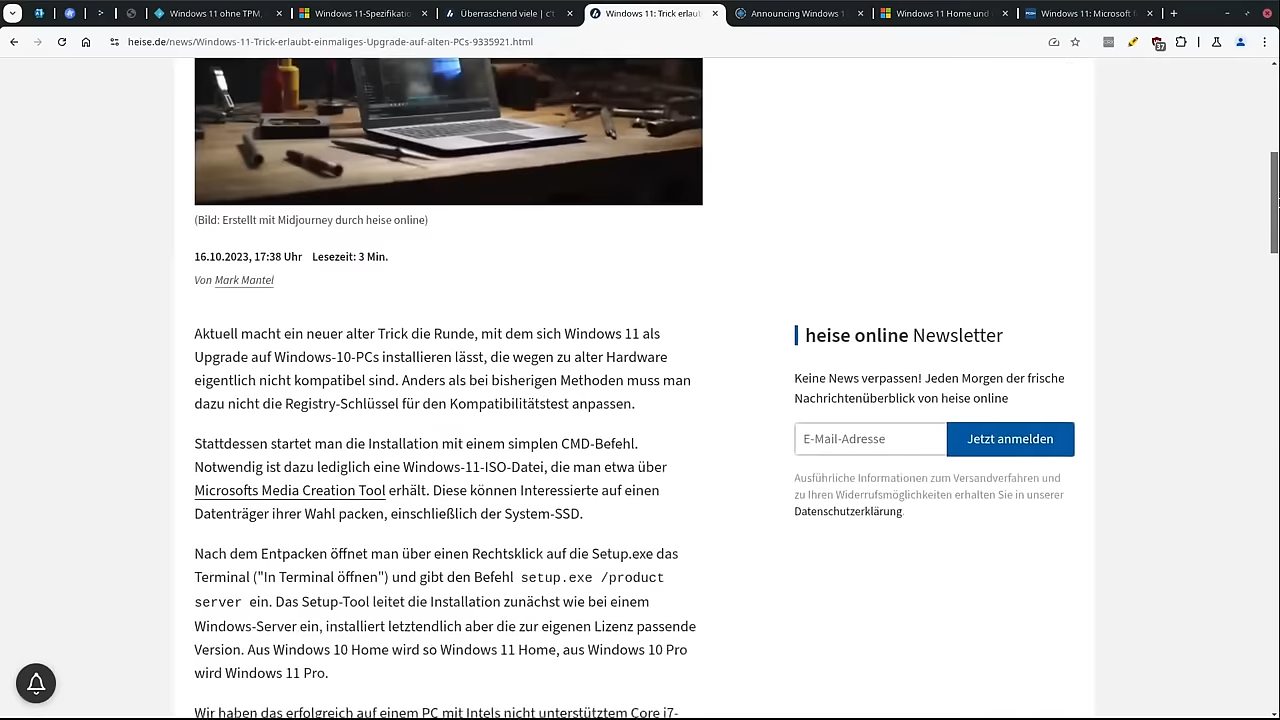 Windows 11 ohne TPM,
Windows 11-Spezifikatio
Überraschend viele | c't
Windows 11: Trick erlaut
Announcing Windows 1
Windows 11 Home und
Windows 11: Microsoft
heise.de/news/Windows-11-Trick-erlaubt-einmaliges-Upgrade-auf-alten-PCs-9335921.html
37
(Bild: Erstellt mit Midjourney durch heise online)
16.10.2023, 17:38 Uhr Lesezeit: 3 Min.
Von Mark Mantel
Aktuell macht ein neuer alter Trick die Runde, mit dem sich Windows 11 als
Upgrade auf Windows-10-PCs installieren lässt, die wegen zu alter Hardware
eigentlich nicht kompatibel sind. Anders als bei bisherigen Methoden muss man
dazu nicht die Registry-Schlüssel für den Kompatibilitätstest anpassen.
Stattdessen startet man die Installation mit einem simplen CMD-Befehl.
Notwendig ist dazu lediglich eine Windows-11-ISO-Datei, die man etwa über
Microsofts Media Creation Tool erhält. Diese können Interessierte auf einen
Datenträger ihrer Wahl packen, einschließlich der System-SSD.
Nach dem Entpacken öffnet man über einen Rechtsklick auf die Setup.exe das
Terminal ("In Terminal öffnen") und gibt den Befehl setup.exe /product
server ein. Das Setup-Tool leitet die Installation zunächst wie bei einem
Windows-Server ein, installiert letztendlich aber die zur eigenen Lizenz passende
Version. Aus Windows 10 Home wird so Windows 11 Home, aus Windows 10 Pro
wird Windows 11 Pro.
Wir haben das erfolgreich auf einem PC mit Intels nicht unterstütztem Core i7-
heise online Newsletter
Keine News verpassen! Jeden Morgen der frische
Nachrichtenüberblick von heise online
E-Mail-Adresse
Jetzt anmelden
Ausführliche Informationen zum Versandverfahren und
zu Ihren Widerrufsmöglichkeiten erhalten Sie in unserer
Datenschutzerklärung.